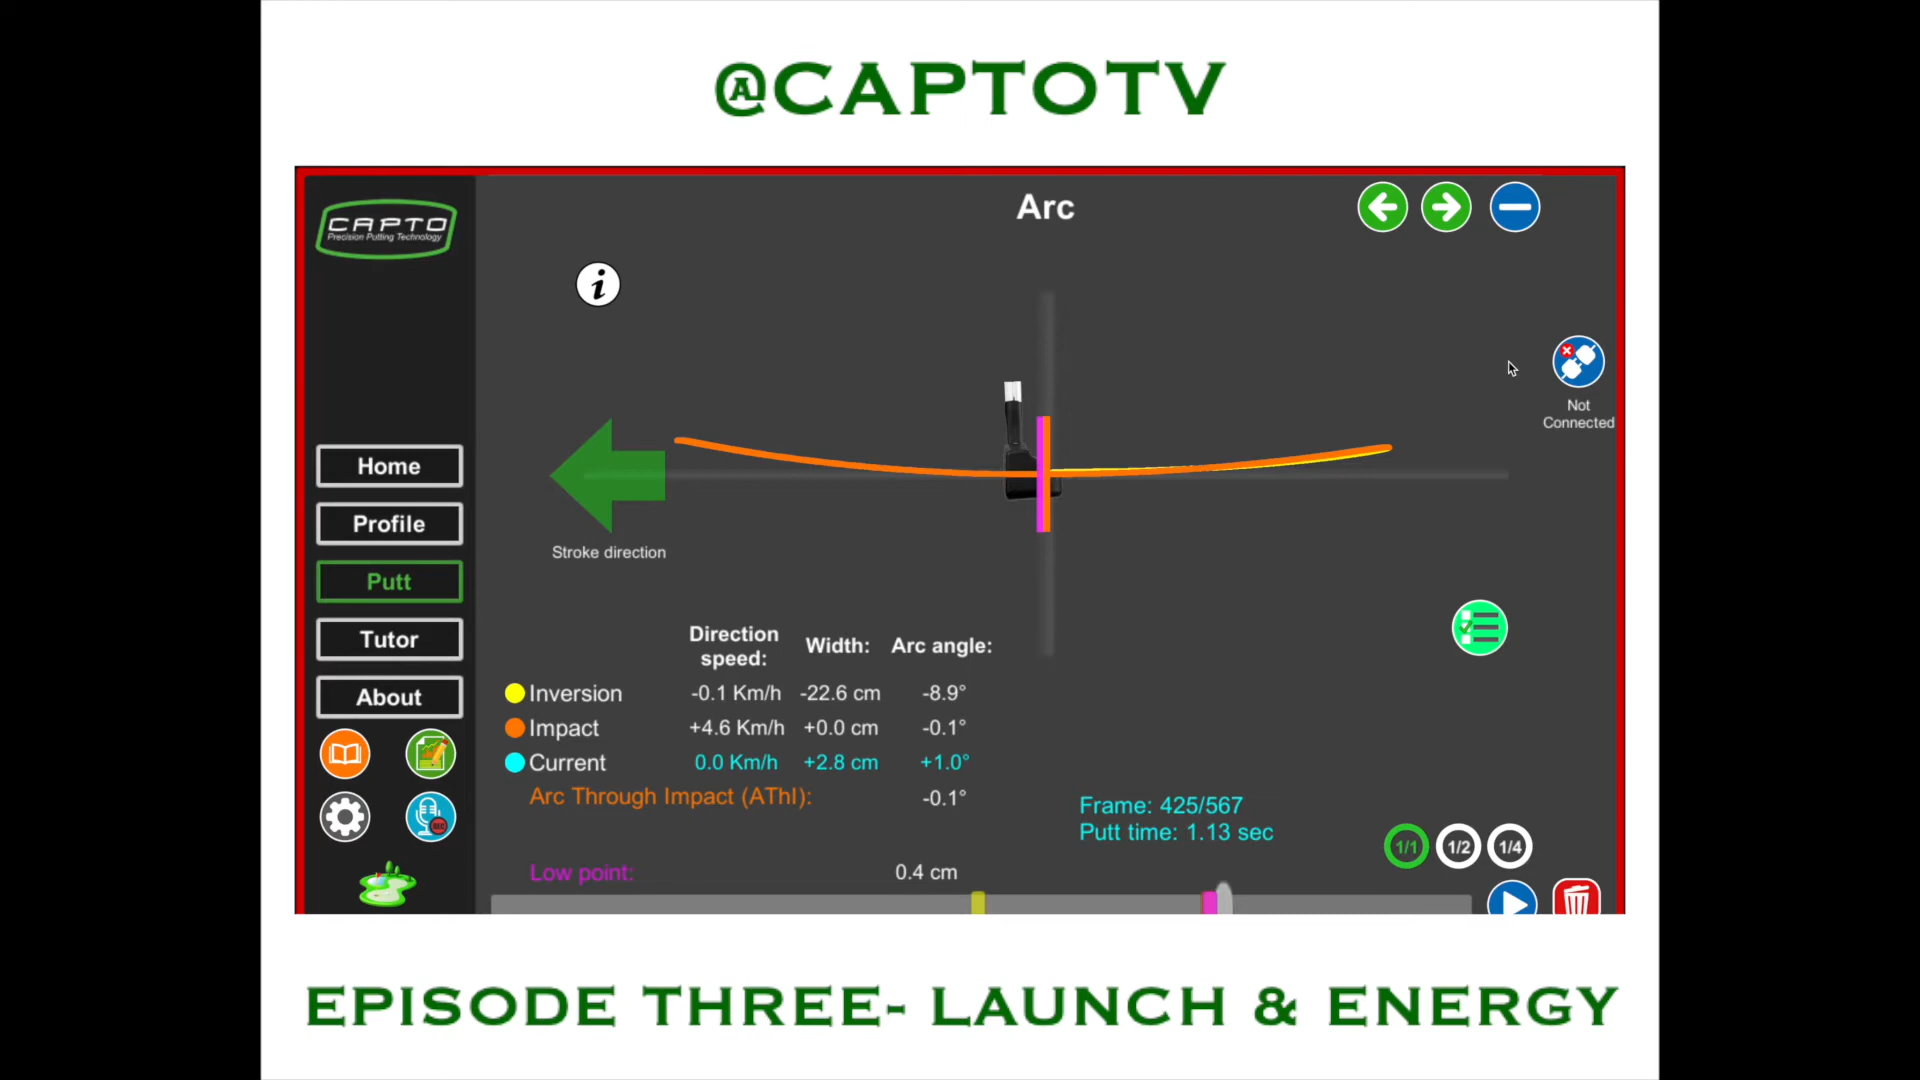 @CAPTOTV
CAPTO
Precision Putting Technology
Arc
i
Not
Connected
Home
Profile
Putt
Tutor
About
Stroke direction
Direction speed: Width: Arc angle:
Inversion -0.1 Km/h -22.6 cm -8.9°
Impact +4.6 Km/h +0.0 cm -0.1°
Current 0.0 Km/h +2.8 cm +1.0°
Arc Through Impact (AThI): -0.1°
Frame: 425/567
Putt time: 1.13 sec
1/1 1/2 1/4
Low point: 0.4 cm
REC
EPISODE THREE- LAUNCH & ENERGY